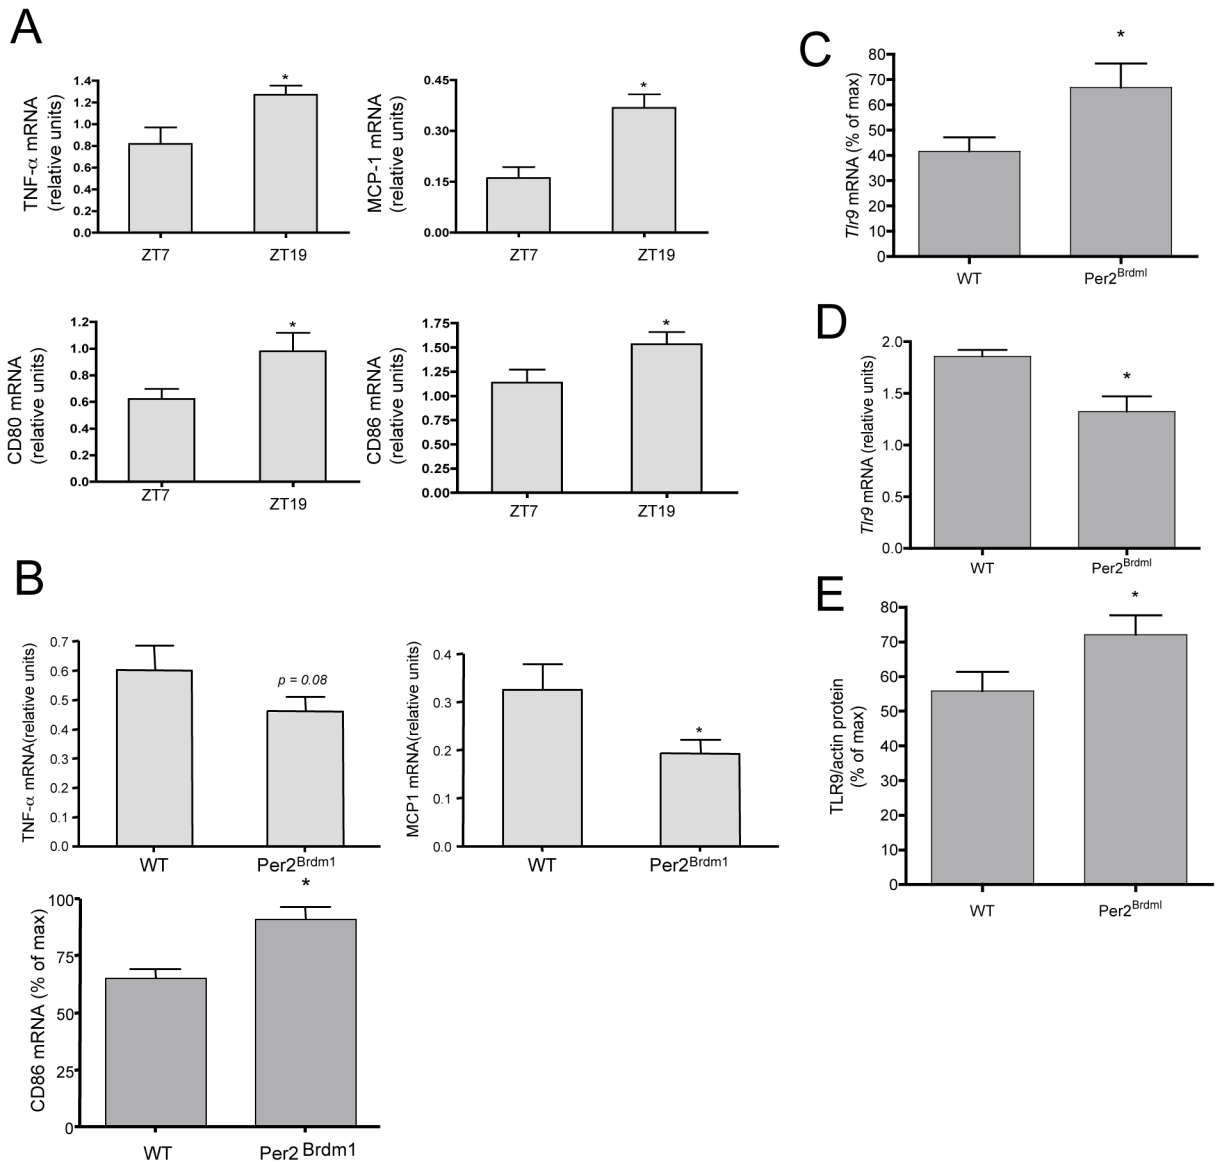 A
TNF-α mRNA
(relative units)
1.4
1.2
1.0
0.8
0.6
0.4
0.2
0.0
*
ZT7
ZT19
MCP-1 mRNA
(relative units)
0.45
0.30
0.15
0.00
*
ZT7
ZT19
CD80 mRNA
(relative units)
1.2
1.0
0.8
0.6
0.4
0.2
0.0
*
ZT7
ZT19
CD86 mRNA
(relative units)
1.75
1.50
1.25
1.00
0.75
0.50
0.25
0.00
*
ZT7
ZT19
B
TNF-α mRNA(relative units)
0.7
0.6
0.5
0.4
0.3
0.2
0.1
0.0
p = 0.08
WT
Per2Brdm1
MCP1 mRNA(relative units)
0.4
0.3
0.2
0.1
0.0
*
WT
Per2Brdm1
CD86 mRNA (% of max)
100
75
50
25
0
*
WT
Per2 Brdm1
C
Tlr9 mRNA (% of max)
80
70
60
50
40
30
20
10
0
*
WT
Per2BrdmI
D
Tlr9 mRNA (relative units)
2.0
1.5
1.0
0.5
0.0
*
WT
Per2BrdmI
E
TLR9/actin protein
(% of max)
80
70
60
50
40
30
20
10
0
*
WT
Per2BrdmI